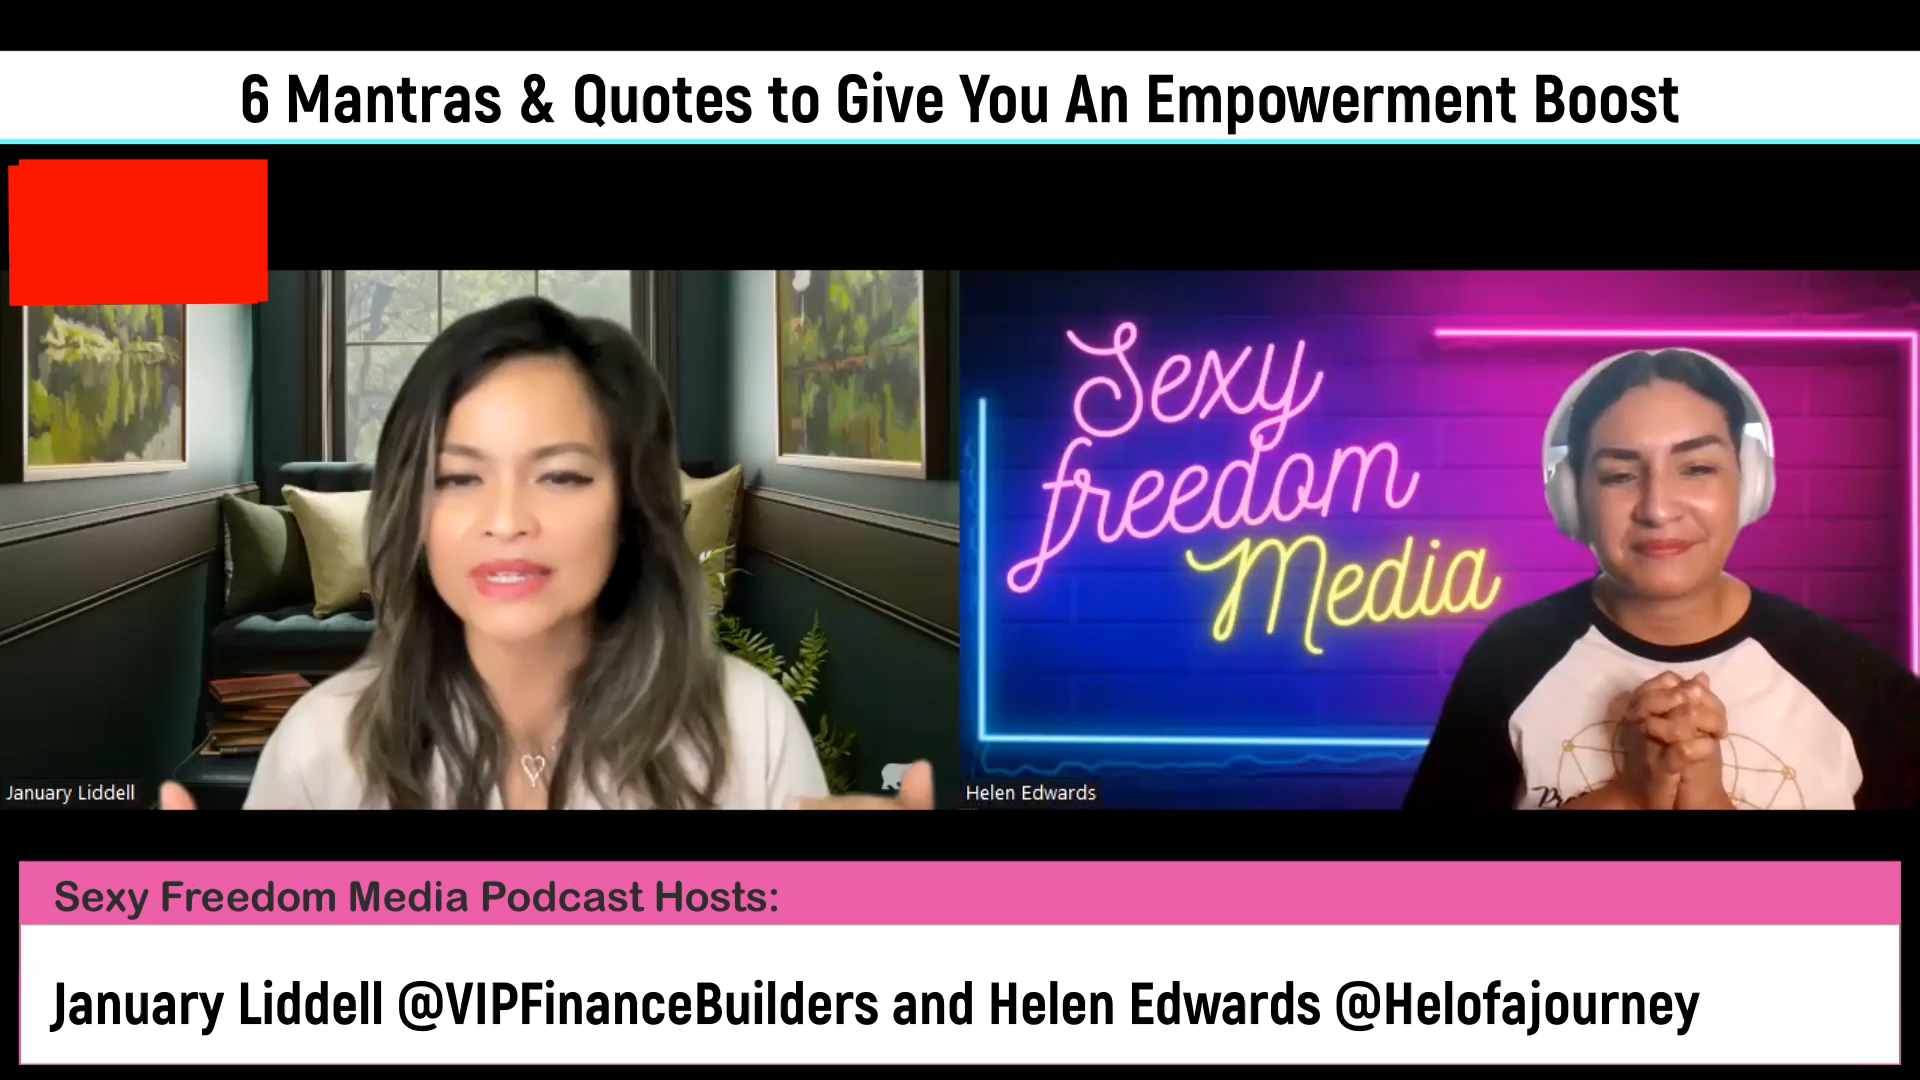 6 Mantras & Quotes to Give You An Empowerment Boost
Sexy
freedom
Media
January Liddell
Helen Edwards
Sexy Freedom Media Podcast Hosts:
January Liddell @VIPFinanceBuilders and Helen Edwards @Helofajourney